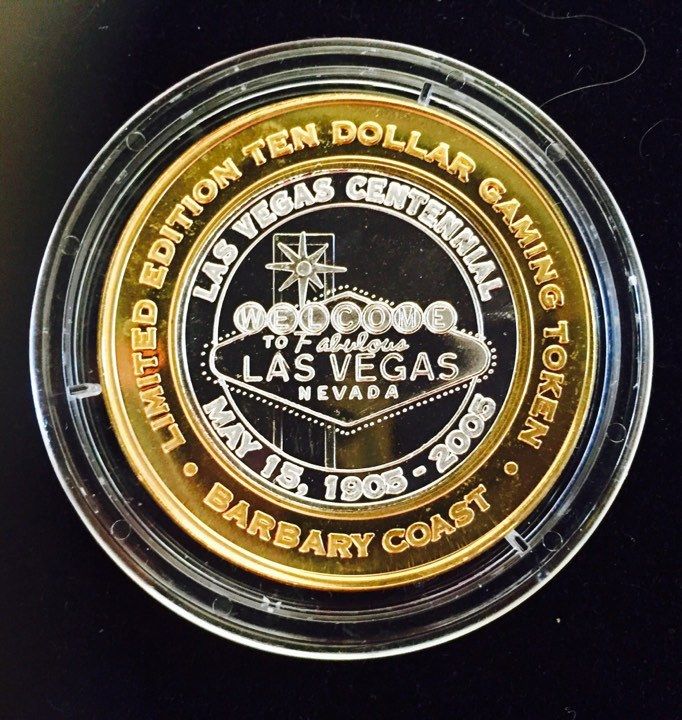 LIMITED EDITION TEN DOLLAR GAMING TOKEN
LAS VEGAS CENTENNIAL
WELCOME
TO Fabulous
LAS VEGAS
NEVADA
MAY 15, 1905 - 2005
• BARBARY COAST •